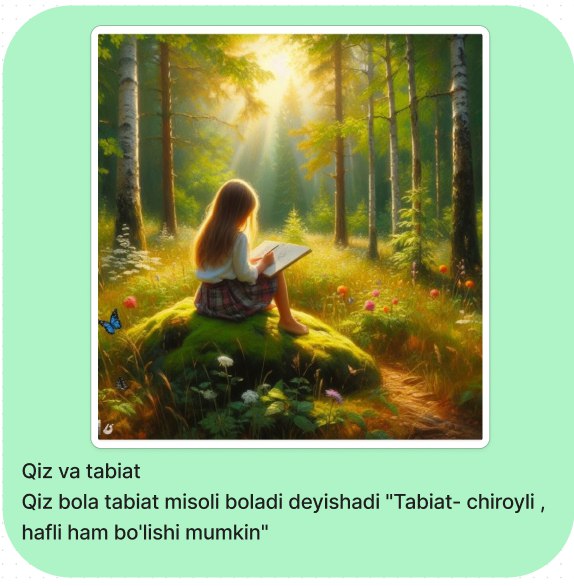 Qiz va tabiat
Qiz bola tabiat misoli boladi deyishadi "Tabiat- chiroyli ,
hafli ham bo'lishi mumkin"